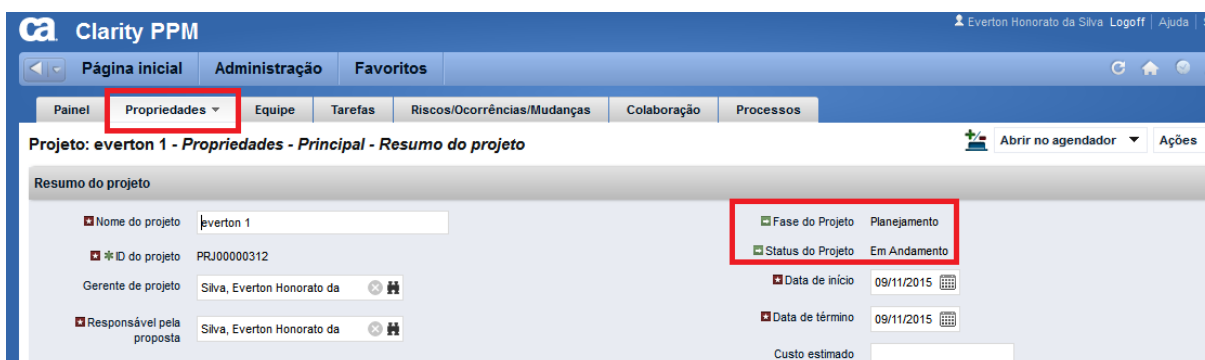 ca Clarity PPM
Everton Honorato da Silva Logoff | Ajuda |
Página inicial Administração Favoritos
Painel Propriedades Equipe Tarefas Riscos/Ocorrências/Mudanças Colaboração Processos
Projeto: everton 1 - Propriedades - Principal - Resumo do projeto
Abrir no agendador Ações
Resumo do projeto
Nome do projeto everton 1
Fase do Projeto Planejamento
ID do projeto PRJ00000312
Status do Projeto Em Andamento
Gerente de projeto Silva, Everton Honorato da
Data de início 09/11/2015
Responsável pela proposta Silva, Everton Honorato da
Data de término 09/11/2015
Custo estimado